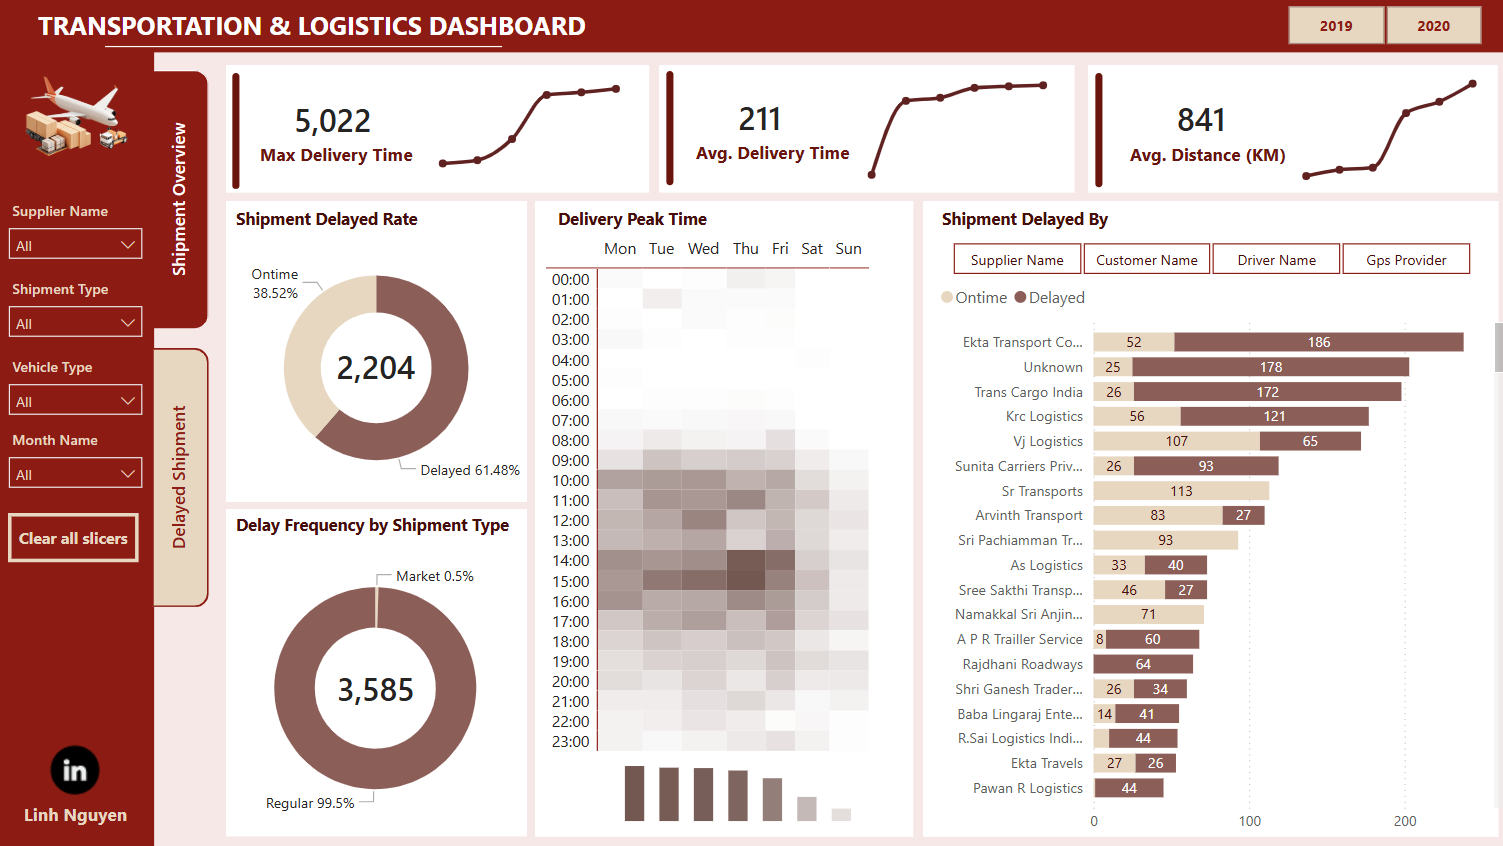 TRANSPORTATION & LOGISTICS DASHBOARD
2019
2020
Supplier Name
All
Shipment Type
All
Vehicle Type
All
Month Name
All
Clear all slicers
in
Linh Nguyen
Shipment Overview
Delayed Shipment
5,022
Max Delivery Time
211
Avg. Delivery Time
841
Avg. Distance (KM)
Shipment Delayed Rate
Ontime
38.52%
2,204
Delayed 61.48%
Delay Frequency by Shipment Type
Market 0.5%
3,585
Regular 99.5%
Delivery Peak Time
Mon Tue Wed Thu Fri Sat Sun
00:00
01:00
02:00
03:00
04:00
05:00
06:00
07:00
08:00
09:00
10:00
11:00
12:00
13:00
14:00
15:00
16:00
17:00
18:00
19:00
20:00
21:00
22:00
23:00
Shipment Delayed By
Supplier Name
Customer Name
Driver Name
Gps Provider
Ontime Delayed
Ekta Transport Co... 52 186
Unknown 25 178
Trans Cargo India 26 172
Krc Logistics 56 121
Vj Logistics 107 65
Sunita Carriers Priv... 26 93
Sr Transports 113
Arvinth Transport 83 27
Sri Pachiamman Tr... 93
As Logistics 33 40
Sree Sakthi Transp... 46 27
Namakkal Sri Anjin... 71
A P R Trailler Service 8 60
Rajdhani Roadways 64
Shri Ganesh Trader... 26 34
Baba Lingaraj Ente... 14 41
R.Sai Logistics Indi... 44
Ekta Travels 27 26
Pawan R Logistics 44
0 100 200